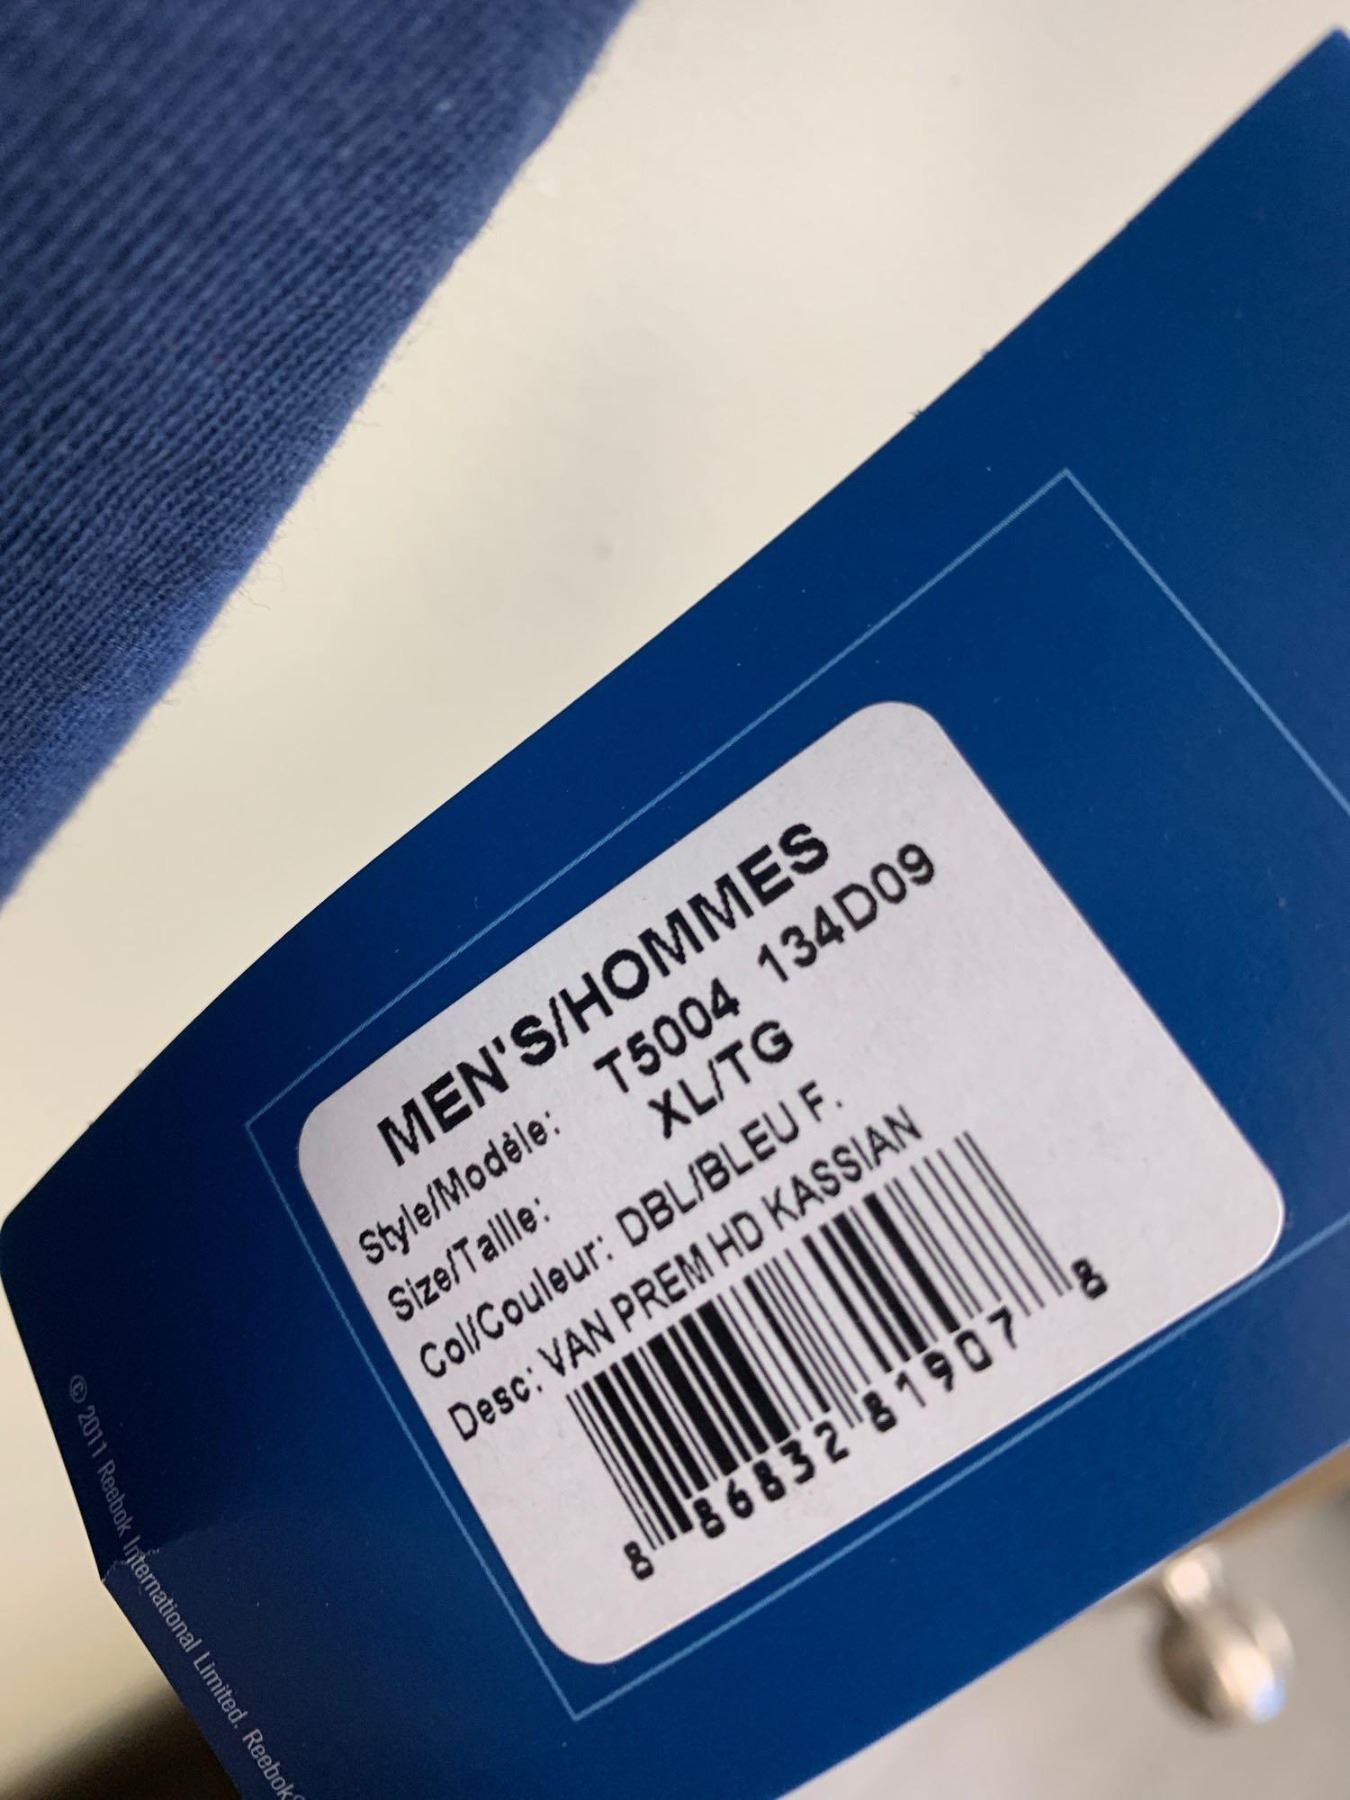 MEN'S/HOMMES
Style/Modèle: T5004 134D09
Size/Taille: XL/TG
Col/Couleur: DBL/BLEU F.
Desc: VAN PREM HD KASSIAN
8 86832 81907 8
© 2011 Reebok International Limited. Reebok